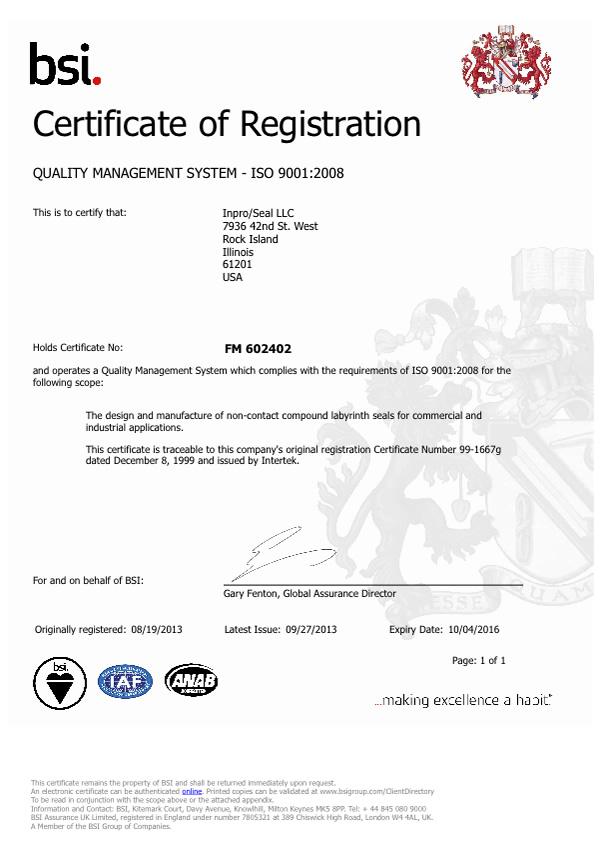 bsi.
Certificate of Registration
QUALITY MANAGEMENT SYSTEM - ISO 9001:2008
This is to certify that:
Inpro/Seal LLC
7936 42nd St. West
Rock Island
Illinois
61201
USA
Holds Certificate No:
FM 602402
and operates a Quality Management System which complies with the requirements of ISO 9001:2008 for the
following scope:
The design and manufacture of non-contact compound labyrinth seals for commercial and
industrial applications.
This certificate is traceable to this company's original registration Certificate Number 99-1667g
dated December 8, 1999 and issued by Intertek.
For and on behalf of BSI:
Gary Fenton, Global Assurance Director
Originally registered: 08/19/2013
Latest Issue: 09/27/2013
Expiry Date: 10/04/2016
Page: 1 of 1
bsi.
IAF
ANAB
ACCREDITED
...making excellence a habit.™
This certificate remains the property of BSI and shall be returned immediately upon request.
An electronic certificate can be authenticated online. Printed copies can be validated at www.bsigroup.com/ClientDirectory
To be read in conjunction with the scope above or the attached appendix.
Information and Contact: BSI, Kitemark Court, Davy Avenue, Knowlhill, Milton Keynes MK5 8PP. Tel: + 44 845 080 9000
BSI Assurance UK Limited, registered in England under number 7805321 at 389 Chiswick High Road, London W4 4AL, UK.
A Member of the BSI Group of Companies.